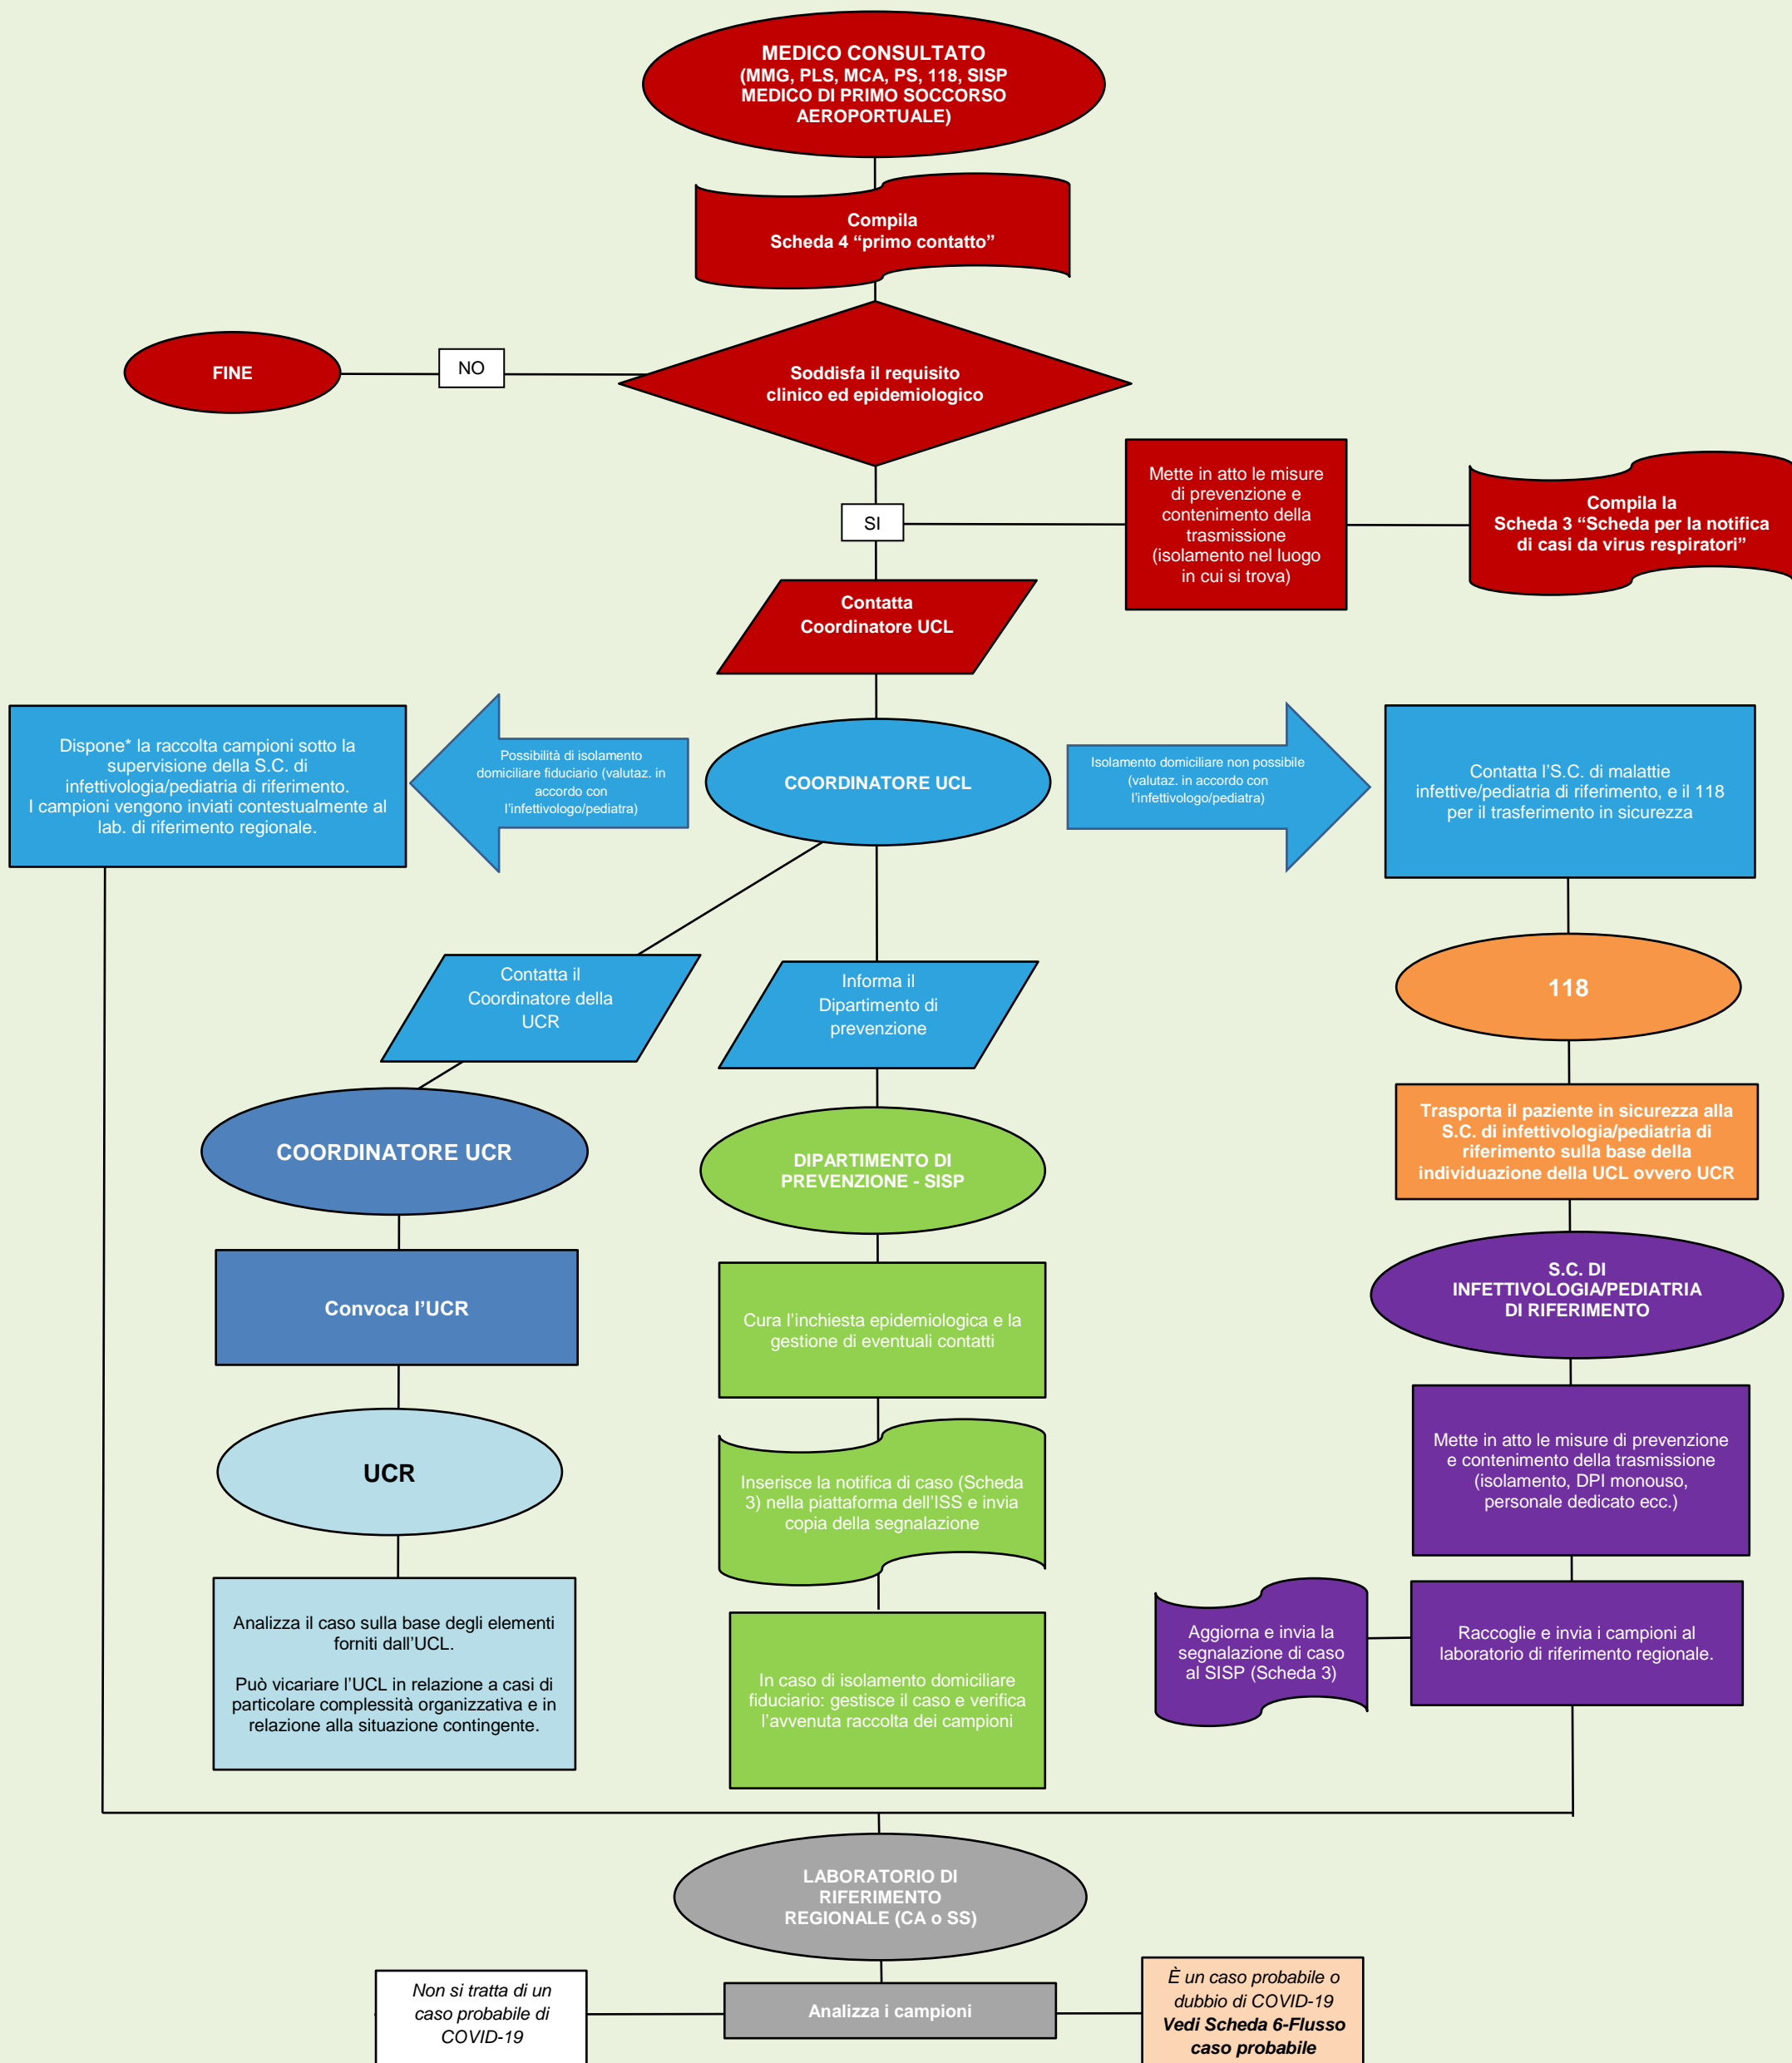 MEDICO CONSULTATO
(MMG, PLS, MCA, PS, 118, SISP
MEDICO DI PRIMO SOCCORSO
AEROPORTUALE)
Compila
Scheda 4 “primo contatto”
Soddisfa il requisito
clinico ed epidemiologico
NO
FINE
SI
Mette in atto le misure
di prevenzione e
contenimento della
trasmissione
(isolamento nel luogo
in cui si trova)
Compila la
Scheda 3 “Scheda per la notifica
di casi da virus respiratori”
Contatta
Coordinatore UCL
Dispone* la raccolta campioni sotto la
supervisione della S.C. di
infettivologia/pediatria di riferimento.
I campioni vengono inviati contestualmente al
lab. di riferimento regionale.
Possibilità di isolamento
domiciliare fiduciario (valutaz. in
accordo con
l’infettivologo/pediatra)
COORDINATORE UCL
Isolamento domiciliare non possibile
(valutaz. in accordo con
l’infettivologo/pediatra)
Contatta l’S.C. di malattie
infettive/pediatria di riferimento, e il 118
per il trasferimento in sicurezza
Contatta il
Coordinatore della
UCR
Informa il
Dipartimento di
prevenzione
118
COORDINATORE UCR
DIPARTIMENTO DI
PREVENZIONE - SISP
Trasporta il paziente in sicurezza alla
S.C. di infettivologia/pediatria di
riferimento sulla base della
individuazione della UCL ovvero UCR
Convoca l’UCR
Cura l’inchiesta epidemiologica e la
gestione di eventuali contatti
S.C. DI
INFETTIVOLOGIA/PEDIATRIA
DI RIFERIMENTO
UCR
Inserisce la notifica di caso (Scheda
3) nella piattaforma dell’ISS e invia
copia della segnalazione
Mette in atto le misure di prevenzione
e contenimento della trasmissione
(isolamento, DPI monouso,
personale dedicato ecc.)
Analizza il caso sulla base degli elementi
forniti dall’UCL.
Può vicariare l’UCL in relazione a casi di
particolare complessità organizzativa e in
relazione alla situazione contingente.
In caso di isolamento domiciliare
fiduciario: gestisce il caso e verifica
l’avvenuta raccolta dei campioni
Aggiorna e invia la
segnalazione di caso
al SISP (Scheda 3)
Raccoglie e invia i campioni al
laboratorio di riferimento regionale.
LABORATORIO DI
RIFERIMENTO
REGIONALE (CA o SS)
Non si tratta di un
caso probabile di
COVID-19
Analizza i campioni
È un caso probabile o
dubbio di COVID-19
Vedi Scheda 6-Flusso
caso probabile